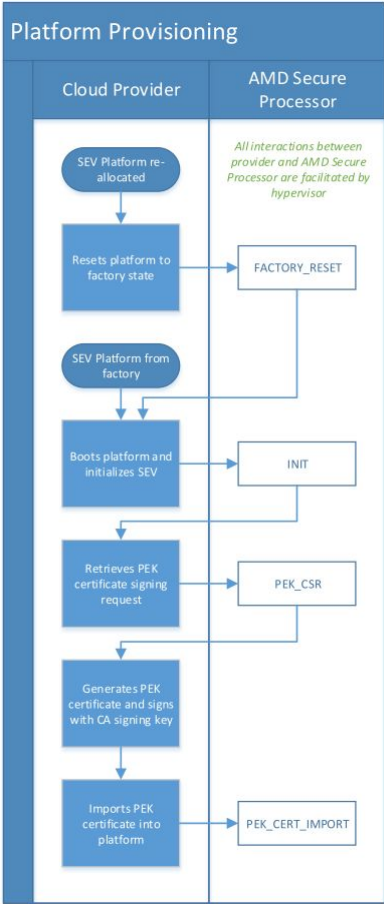 Platform Provisioning
Cloud Provider
AMD Secure
Processor
All interactions between
provider and AMD Secure
Processor are facilitated by
hypervisor
SEV Platform re-
allocated
Resets platform to
factory state
FACTORY_RESET
SEV Platform from
factory
Boots platform and
initializes SEV
INIT
Retrieves PEK
certificate signing
request
PEK_CSR
Generates PEK
certificate and signs
with CA signing key
Imports PEK
certificate into
platform
PEK_CERT_IMPORT